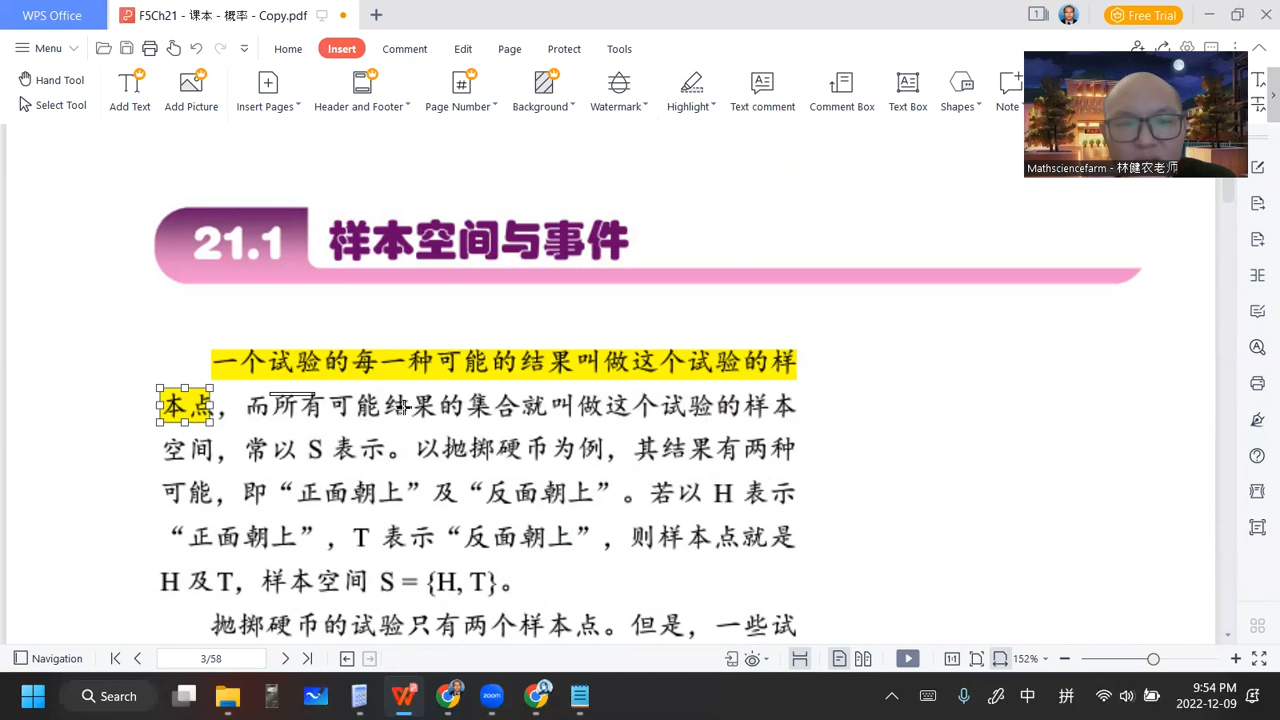 WPS Office
F5Ch21 - 课本 - 概率 - Copy.pdf
1
Free Trial
Menu
Home
Insert
Comment
Edit
Page
Protect
Tools
Hand Tool
Select Tool
Add Text
Add Picture
Insert Pages
Header and Footer
Page Number
Background
Watermark
Highlight
Text comment
Comment Box
Text Box
Shapes
Note
Mathsciencefarm - 林健农老师
21.1 样本空间与事件
一个试验的每一种可能的结果叫做这个试验的样
本点，而所有可能结果的集合就叫做这个试验的样本
空间，常以 S 表示。以抛掷硬币为例，其结果有两种
可能，即“正面朝上”及“反面朝上”。若以 H 表示
“正面朝上”，T 表示“反面朝上”，则样本点就是
H 及T，样本空间 S = {H, T}。
抛掷硬币的试验只有两个样本点。但是，一些试
Navigation
3/58
1:1
152%
Search
中
拼
9:54 PM
2022-12-09